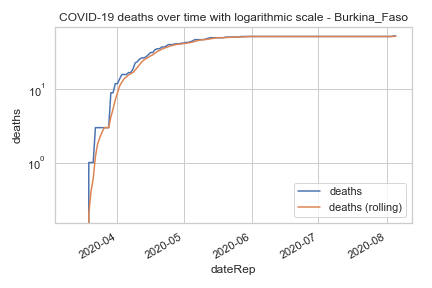 COVID-19 deaths over time with logarithmic scale - Burkina_Faso
deaths
10¹
10⁰
deaths
deaths (rolling)
2020-04
2020-05
2020-06
2020-07
2020-08
dateRep